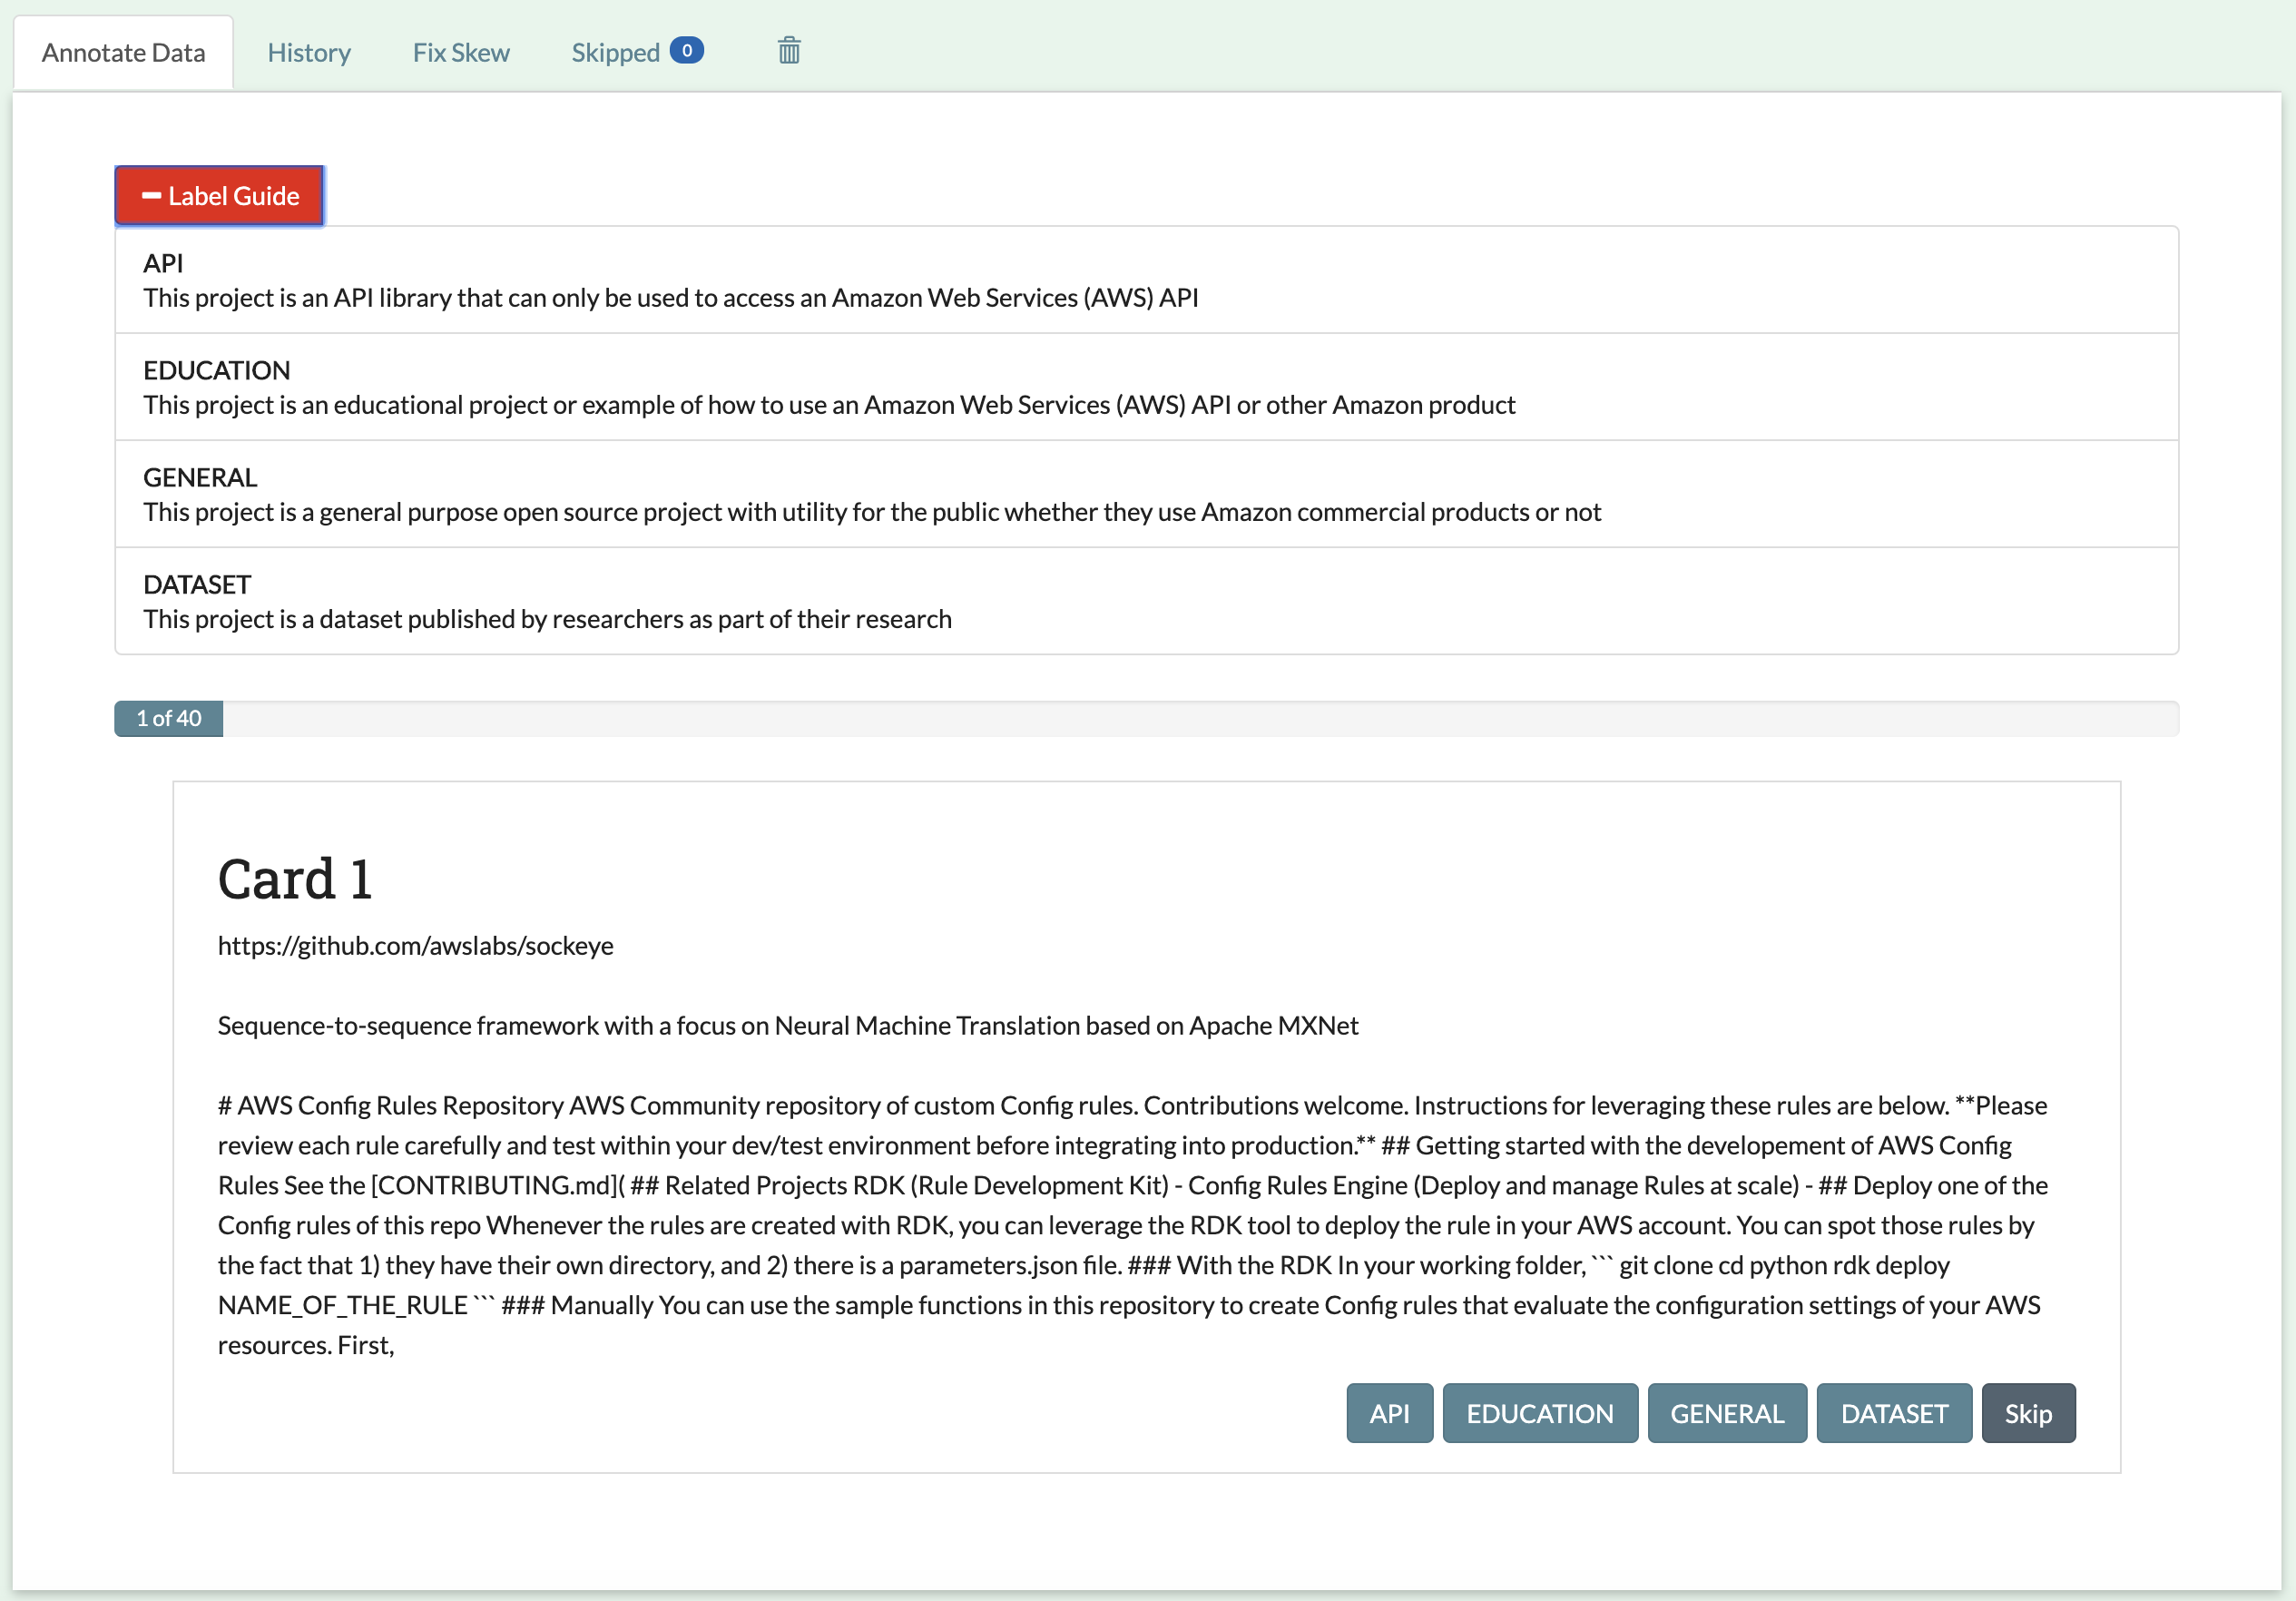 Annotate Data History Fix Skew Skipped 0
Label Guide
API
This project is an API library that can only be used to access an Amazon Web Services (AWS) API
EDUCATION
This project is an educational project or example of how to use an Amazon Web Services (AWS) API or other Amazon product
GENERAL
This project is a general purpose open source project with utility for the public whether they use Amazon commercial products or not
DATASET
This project is a dataset published by researchers as part of their research
1 of 40
Card 1
https://github.com/awslabs/sockeye
Sequence-to-sequence framework with a focus on Neural Machine Translation based on Apache MXNet
# AWS Config Rules Repository AWS Community repository of custom Config rules. Contributions welcome. Instructions for leveraging these rules are below. **Please
review each rule carefully and test within your dev/test environment before integrating into production.** ## Getting started with the developement of AWS Config
Rules See the [CONTRIBUTING.md]( ## Related Projects RDK (Rule Development Kit) - Config Rules Engine (Deploy and manage Rules at scale) - ## Deploy one of the
Config rules of this repo Whenever the rules are created with RDK, you can leverage the RDK tool to deploy the rule in your AWS account. You can spot those rules by
the fact that 1) they have their own directory, and 2) there is a parameters.json file. ### With the RDK In your working folder, ``` git clone cd python rdk deploy
NAME_OF_THE_RULE ``` ### Manually You can use the sample functions in this repository to create Config rules that evaluate the configuration settings of your AWS
resources. First,
API EDUCATION GENERAL DATASET Skip